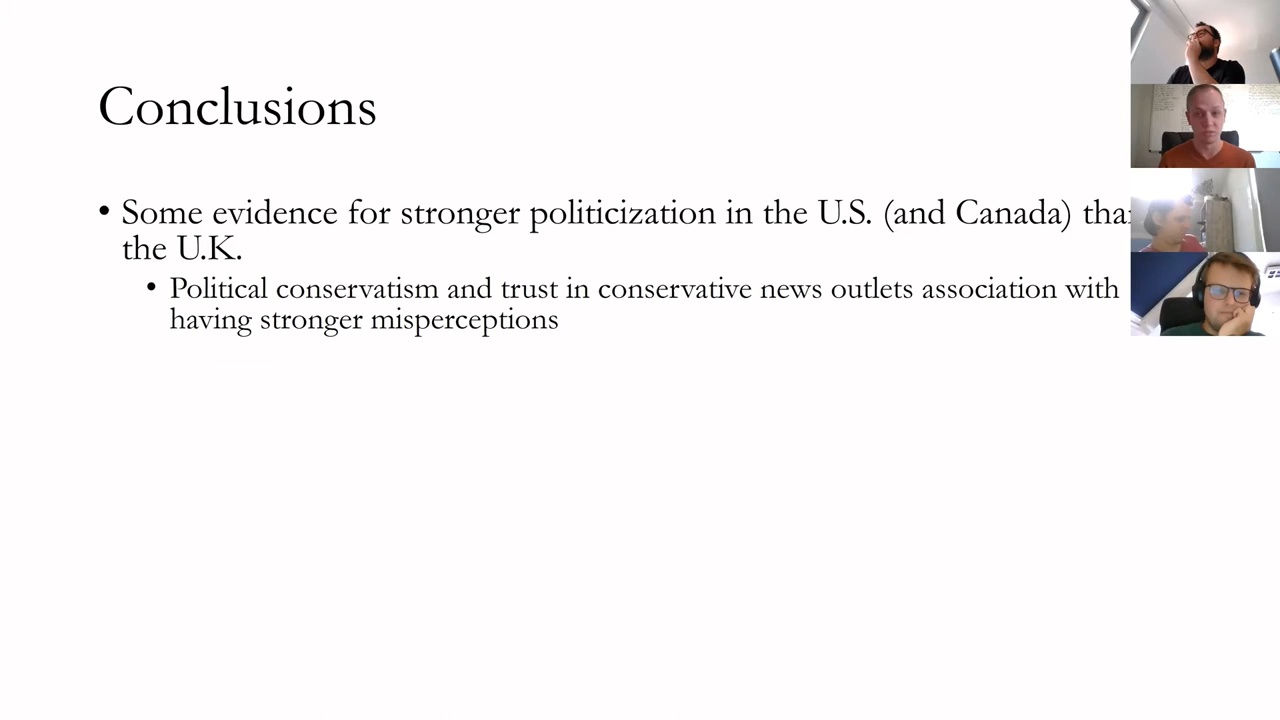 Conclusions
• Some evidence for stronger politicization in the U.S. (and Canada)
the U.K.
• Political conservatism and trust in conservative news outlets association with
having stronger misperceptions